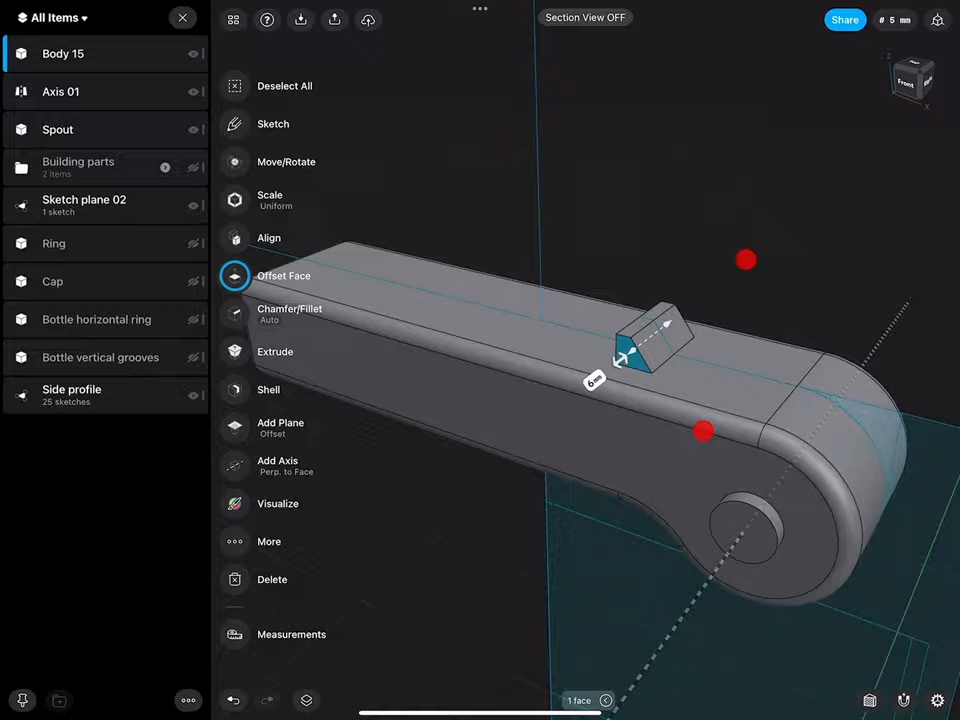 All Items
Body 15
Axis 01
Spout
Building parts
2 Items
Sketch plane 02
1 sketch
Ring
Cap
Bottle horizontal ring
Bottle vertical grooves
Side profile
25 sketches
Deselect All
Sketch
Move/Rotate
Scale
Uniform
Align
Offset Face
Chamfer/Fillet
Auto
Extrude
Shell
Add Plane
Offset
Add Axis
Perp. to Face
Visualize
More
Delete
Measurements
Section View OFF
Share
# 5 mm
Front
Right
Z
X
6 mm
1 face